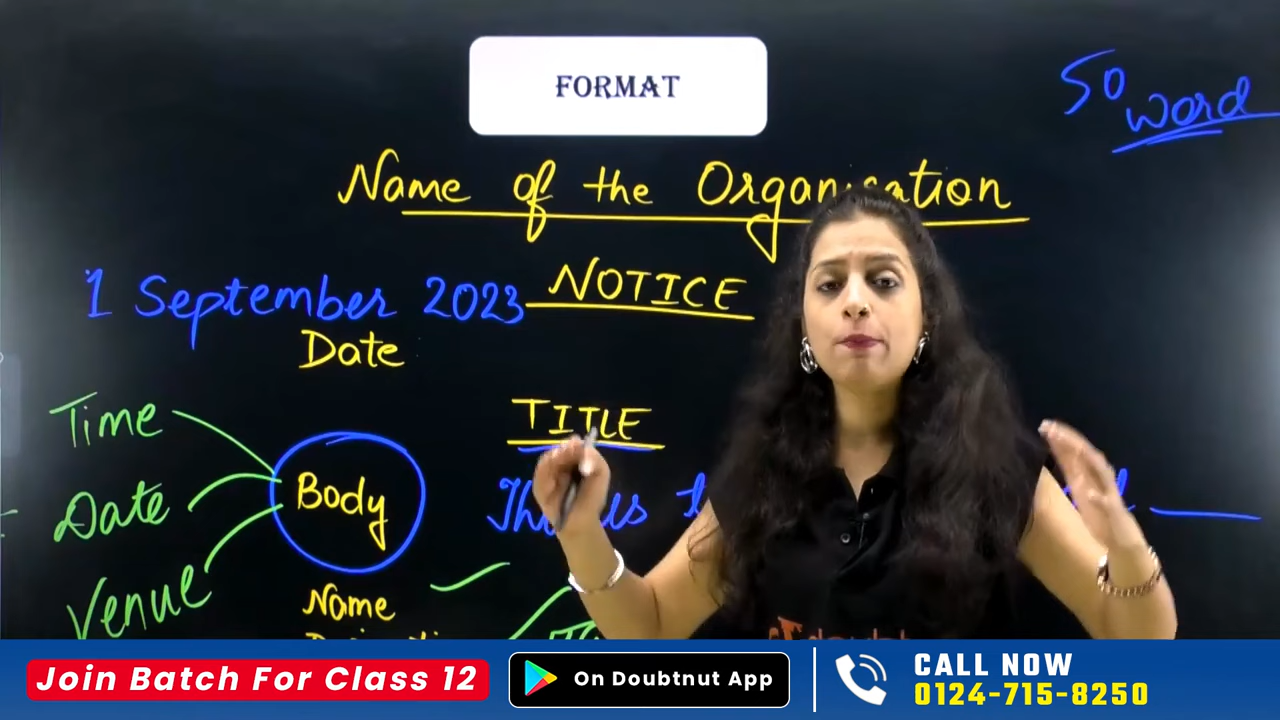 FORMAT
50 word
Name of the Organisation
1 September 2023 NOTICE
Date
Time
TITLE
Date
Body
Venue
Name
Join Batch For Class 12
On Doubtnut App
CALL NOW
0124-715-8250